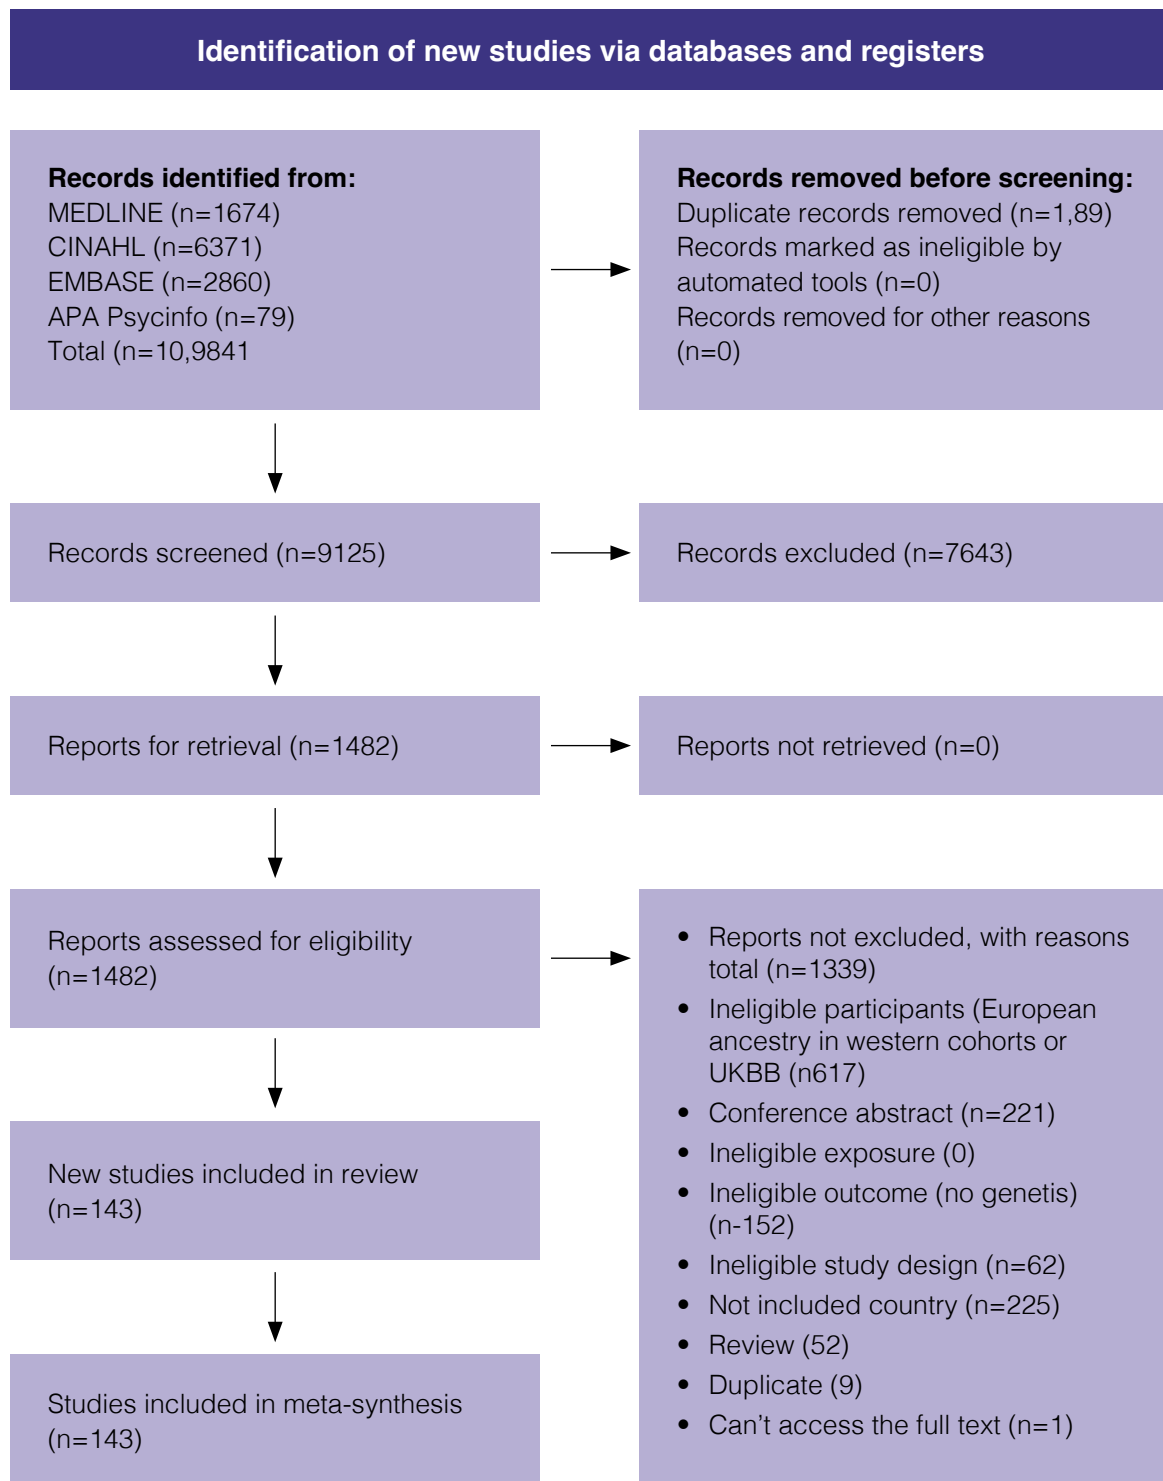 Identification of new studies via databases and registers
Records identified from:
MEDLINE (n=1674)
CINAHL (n=6371)
EMBASE (n=2860)
APA Psycinfo (n=79)
Total (n=10,9841
Records removed before screening:
Duplicate records removed (n=1,89)
Records marked as ineligible by
automated tools (n=0)
Records removed for other reasons
(n=0)
Records screened (n=9125)
Records excluded (n=7643)
Reports for retrieval (n=1482)
Reports not retrieved (n=0)
Reports assessed for eligibility
(n=1482)
• Reports not excluded, with reasons
total (n=1339)
• Ineligible participants (European
ancestry in western cohorts or
UKBB (n617)
• Conference abstract (n=221)
• Ineligible exposure (0)
• Ineligible outcome (no genetis)
(n-152)
• Ineligible study design (n=62)
• Not included country (n=225)
• Review (52)
• Duplicate (9)
• Can’t access the full text (n=1)
New studies included in review
(n=143)
Studies included in meta-synthesis
(n=143)